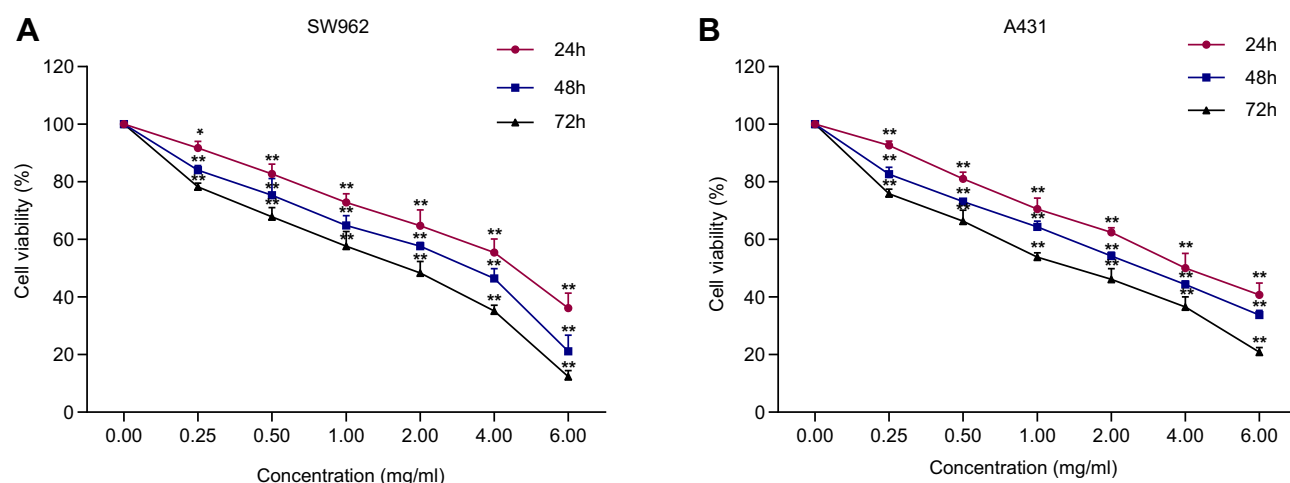 A
SW962
24h
48h
72h
Cell viability (%)
120
100
80
60
40
20
0
*
** ** ** ** ** **
** ** ** ** ** **
** ** ** ** ** **
0.00 0.25 0.50 1.00 2.00 4.00 6.00
Concentration (mg/ml)
B
A431
24h
48h
72h
Cell viability (%)
120
100
80
60
40
20
0
** ** ** ** ** **
** ** ** ** ** **
** ** ** ** ** **
0.00 0.25 0.50 1.00 2.00 4.00 6.00
Concentration (mg/ml)